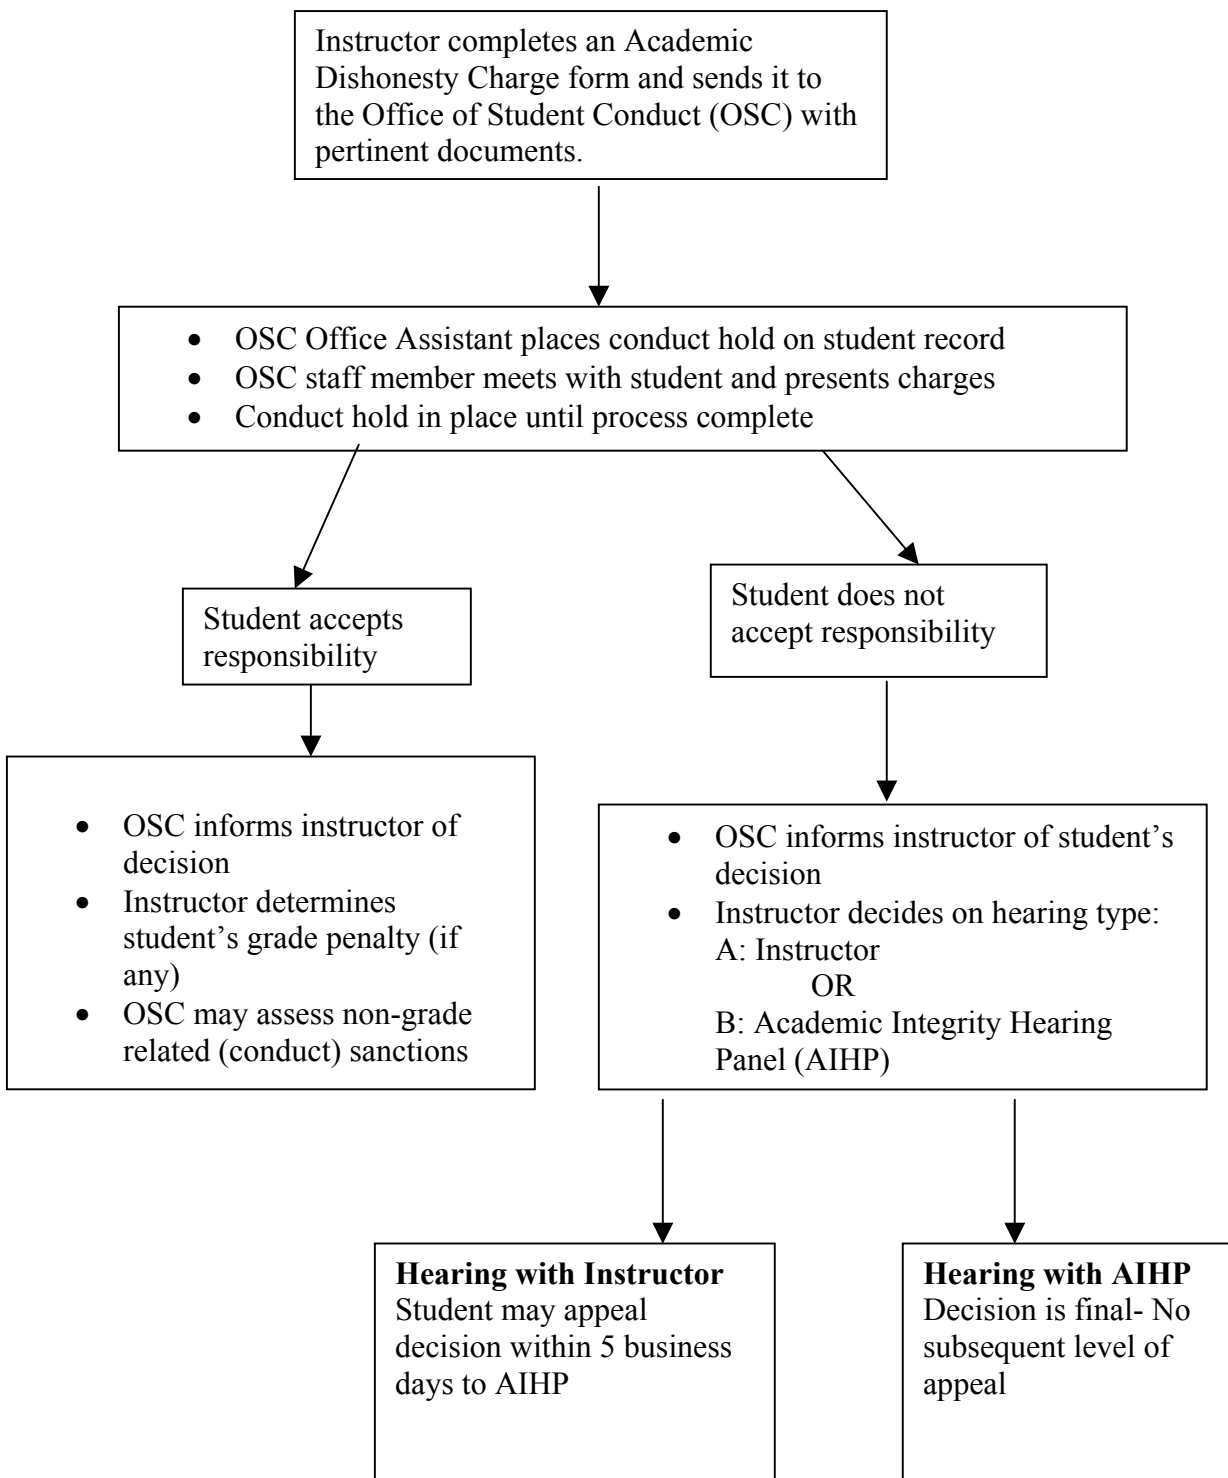 Instructor completes an Academic
Dishonesty Charge form and sends it to
the Office of Student Conduct (OSC) with
pertinent documents.
• OSC Office Assistant places conduct hold on student record
• OSC staff member meets with student and presents charges
• Conduct hold in place until process complete
Student accepts
responsibility
Student does not
accept responsibility
• OSC informs instructor of
decision
• Instructor determines
student’s grade penalty (if
any)
• OSC may assess non-grade
related (conduct) sanctions
• OSC informs instructor of student’s
decision
• Instructor decides on hearing type:
A: Instructor
OR
B: Academic Integrity Hearing
Panel (AIHP)
Hearing with Instructor
Student may appeal
decision within 5 business
days to AIHP
Hearing with AIHP
Decision is final- No
subsequent level of
appeal